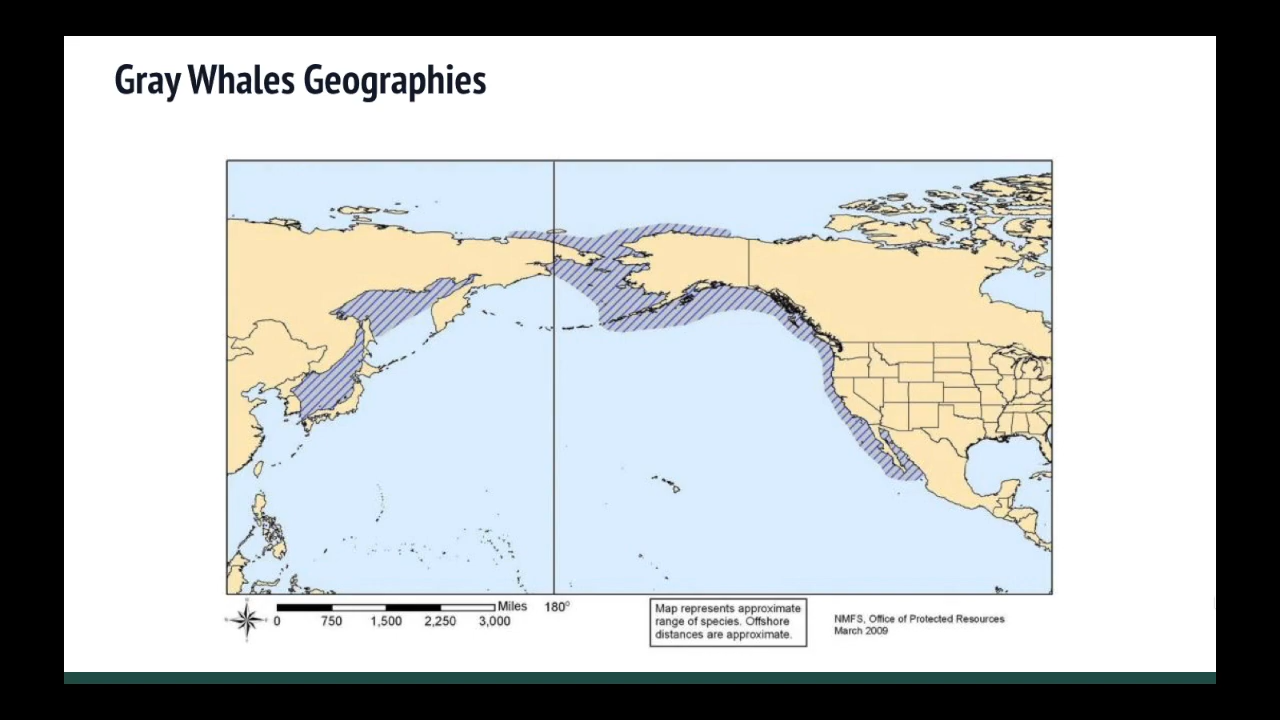 Gray Whales Geographies
Miles
180°
0 750 1,500 2,250 3,000
Map represents approximate
range of species. Offshore
distances are approximate.
NMFS, Office of Protected Resources
March 2009